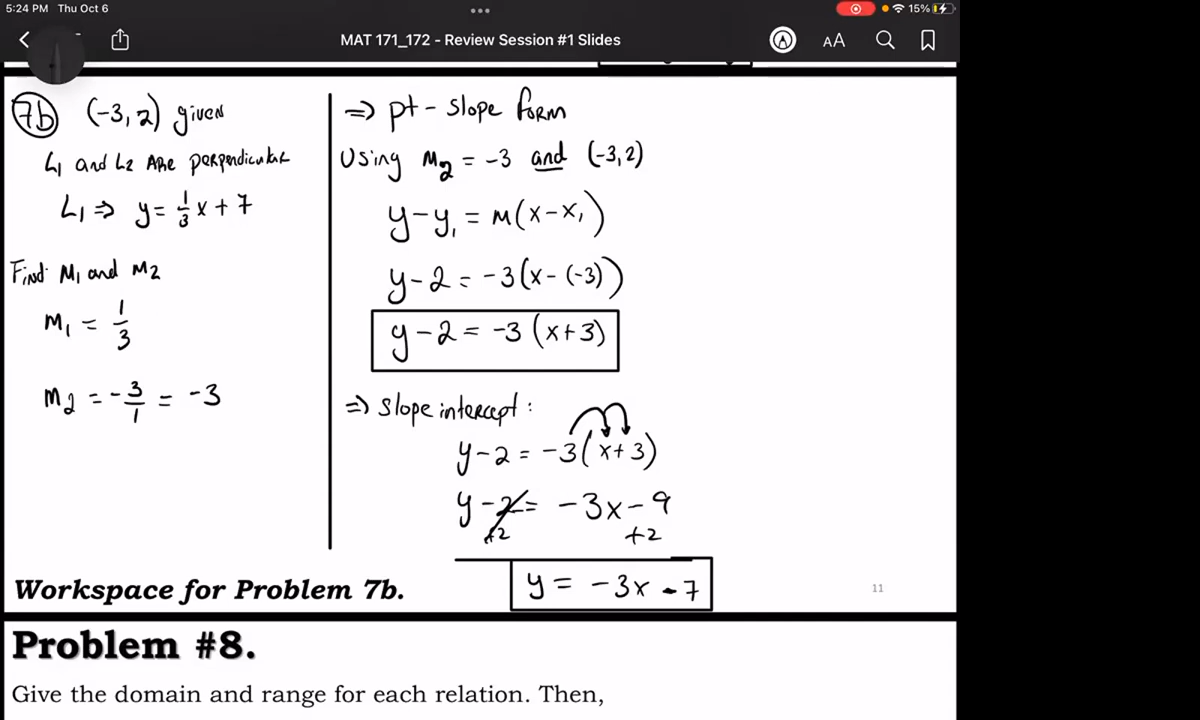 5:24 PM Thu Oct 6
15%
MAT 171_172 - Review Session #1 Slides
AA
7b (-3, 2) given
L₁ and L₂ are perpendicular
L₁ ⇒ y = 1/3 x + 7
Find M₁ and M₂
M₁ = 1/3
M₂ = -3/1 = -3
⇒ pt - slope form
Using M₂ = -3 and (-3, 2)
y - y₁ = M(x - x₁)
y - 2 = -3(x - (-3))
y - 2 = -3 (x + 3)
⇒ Slope intercept:
y - 2 = -3(x + 3)
y - 2 = -3x - 9
+2 +2
y = -3x - 7
Workspace for Problem 7b.
11
Problem #8.
Give the domain and range for each relation. Then,